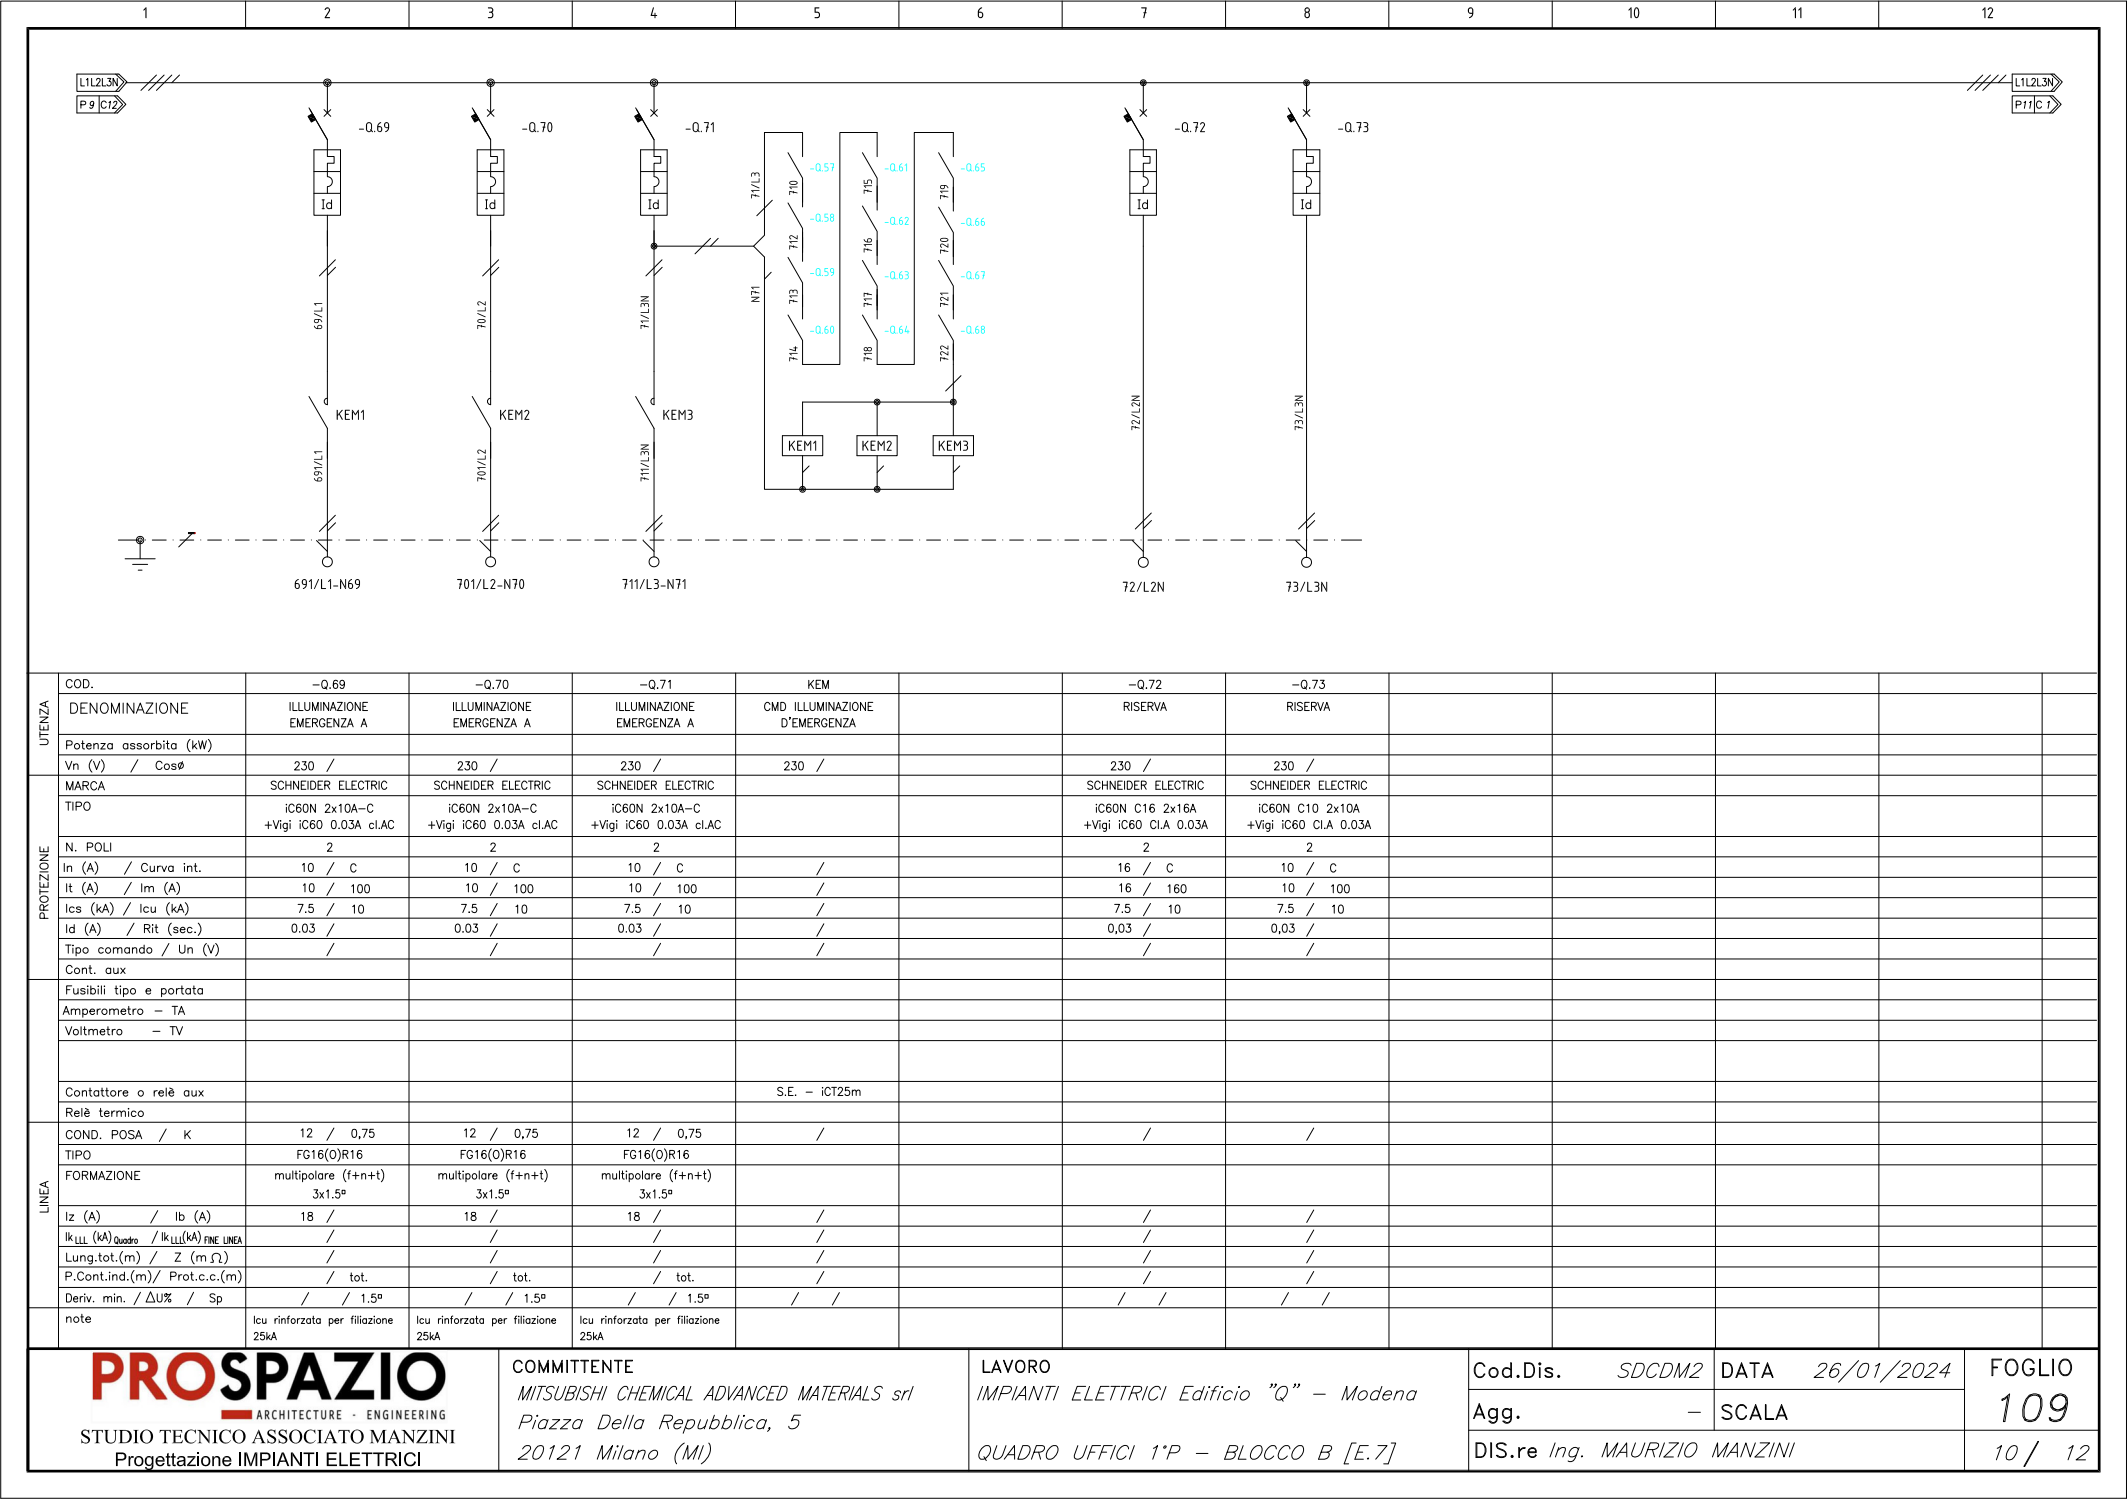 1 2 3 4 5 6 7 8 9 10 11 12
L1L2L3N
P 9 C12
L1L2L3N
P11 C 1
-Q.69
-Q.70
-Q.71
-Q.72
-Q.73
Id Id Id Id Id
69/L1
70/L2
71/L3N
71/L3
N71
-Q.57
710
-Q.58
712
-Q.59
713
-Q.60
714
-Q.61
715
-Q.62
716
-Q.63
717
-Q.64
718
-Q.65
719
-Q.66
720
-Q.67
721
-Q.68
722
KEM1
KEM2
KEM3
KEM1 KEM2 KEM3
691/L1
701/L2
711/L3N
72/L2N
73/L3N
691/L1-N69
701/L2-N70
711/L3-N71
72/L2N
73/L3N
UTENZA
COD. -Q.69 -Q.70 -Q.71 KEM -Q.72 -Q.73
DENOMINAZIONE ILLUMINAZIONE ILLUMINAZIONE ILLUMINAZIONE CMD ILLUMINAZIONE RISERVA RISERVA
EMERGENZA A EMERGENZA A EMERGENZA A D'EMERGENZA
Potenza assorbita (kW)
Vn (V) / Cosø 230 / 230 / 230 / 230 / 230 / 230 /
PROTEZIONE
MARCA SCHNEIDER ELECTRIC SCHNEIDER ELECTRIC SCHNEIDER ELECTRIC SCHNEIDER ELECTRIC SCHNEIDER ELECTRIC
TIPO iC60N 2x10A-C iC60N 2x10A-C iC60N 2x10A-C iC60N C16 2x16A iC60N C10 2x10A
+Vigi iC60 0.03A cl.AC +Vigi iC60 0.03A cl.AC +Vigi iC60 0.03A cl.AC +Vigi iC60 Cl.A 0.03A +Vigi iC60 Cl.A 0.03A
N. POLI 2 2 2 2 2
In (A) / Curva int. 10 / C 10 / C 10 / C / 16 / C 10 / C
It (A) / Im (A) 10 / 100 10 / 100 10 / 100 / 16 / 160 10 / 100
Ics (kA) / Icu (kA) 7.5 / 10 7.5 / 10 7.5 / 10 / 7.5 / 10 7.5 / 10
Id (A) / Rit (sec.) 0.03 / 0.03 / 0.03 / / 0,03 / 0,03 /
Tipo comando / Un (V) / / / / / /
Cont. aux
Fusibili tipo e portata
Amperometro - TA
Voltmetro - TV
Contattore o relè aux S.E. - iCT25m
Relè termico
LINEA
COND. POSA / K 12 / 0,75 12 / 0,75 12 / 0,75 / / /
TIPO FG16(O)R16 FG16(O)R16 FG16(O)R16
FORMAZIONE multipolare (f+n+t) multipolare (f+n+t) multipolare (f+n+t)
3x1.5¤ 3x1.5¤ 3x1.5¤
Iz (A) / Ib (A) 18 / 18 / 18 / / / /
Ik LLL (kA) Quadro / Ik LLL(kA) FINE LINEA / / / / / /
Lung.tot.(m) / Z (mΩ) / / / / / /
P.Cont.ind.(m)/ Prot.c.c.(m) / tot. / tot. / tot. / / /
Deriv. min. / ΔU% / Sp / / 1.5¤ / / 1.5¤ / / 1.5¤ / / / / / /
note Icu rinforzata per filiazione Icu rinforzata per filiazione Icu rinforzata per filiazione
25kA 25kA 25kA
PROSPAZIO
ARCHITECTURE - ENGINEERING
STUDIO TECNICO ASSOCIATO MANZINI
Progettazione IMPIANTI ELETTRICI
COMMITTENTE
MITSUBISHI CHEMICAL ADVANCED MATERIALS srl
Piazza Della Repubblica, 5
20121 Milano (MI)
LAVORO
IMPIANTI ELETTRICI Edificio "Q" - Modena
QUADRO UFFICI 1°P - BLOCCO B [E.7]
Cod.Dis. SDCDM2 DATA 26/01/2024
Agg. - SCALA
DIS.re Ing. MAURIZIO MANZINI
FOGLIO
109
10 / 12